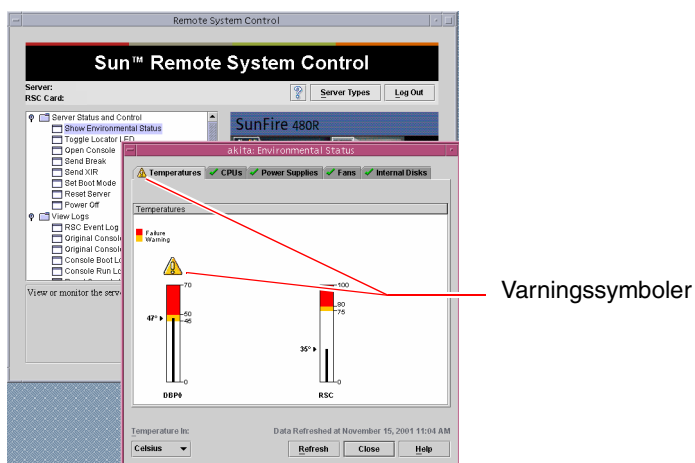 Remote System Control
Sun™ Remote System Control
Server:
RSC Card:
Server Types
Log Out
Server Status and Control
Show Environmental Status
Toggle Locator LED
Open Console
Send Break
Send XIR
Set Boot Mode
Reset Server
Power Off
View Logs
RSC Event Log
Original Console
Original Console
Console Boot Lo
Console Run Lo
View or monitor the serve
SunFire 480R
akita: Environmental Status
Temperatures
CPUs
Power Supplies
Fans
Internal Disks
Temperatures
Failure
Warning
70
50
46
47°
0
DBP0
100
80
75
35°
0
RSC
Temperature In:
Data Refreshed at November 15, 2001 11:04 AM
Celsius
Refresh
Close
Help
Varningssymboler